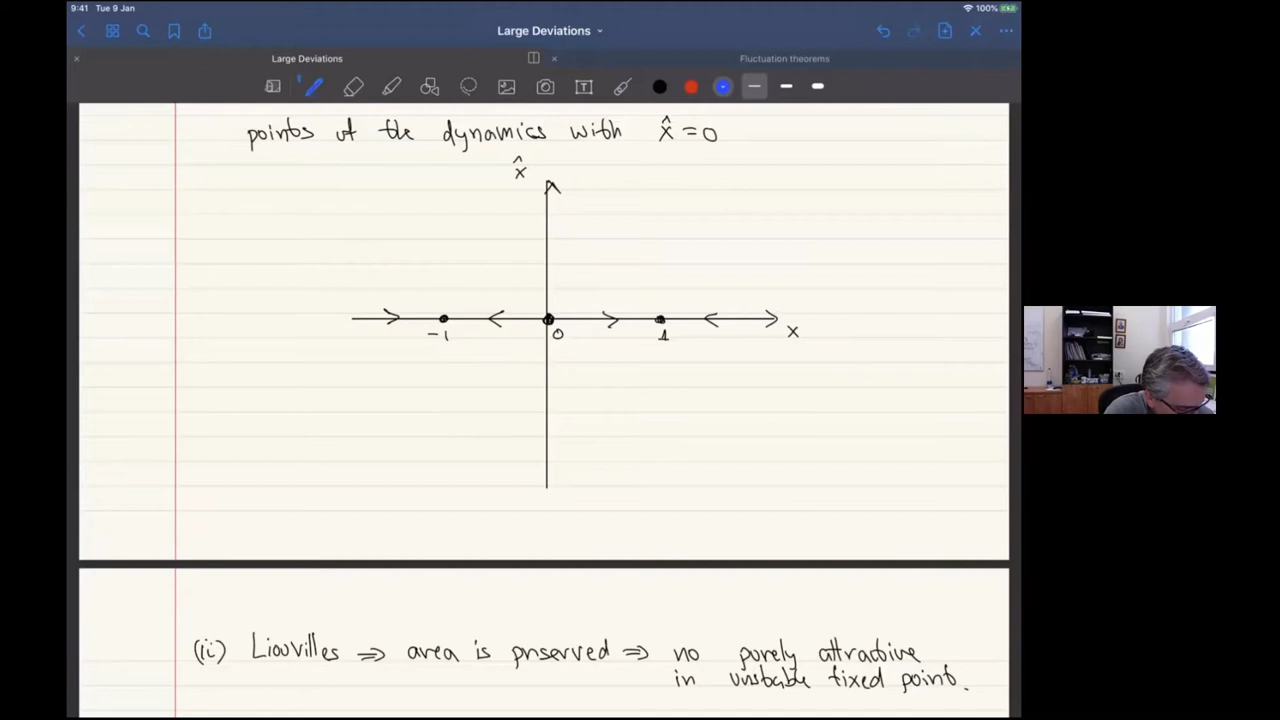 9:41 Tue 9 Jan
100%
Large Deviations
Large Deviations
Fluctuation theorems
points of the dynamics with x̂ = 0
x̂
-1
0
1
x
(ii) Liouvilles ⇒ area is preserved ⇒ no purely attractive
in unstable fixed point.